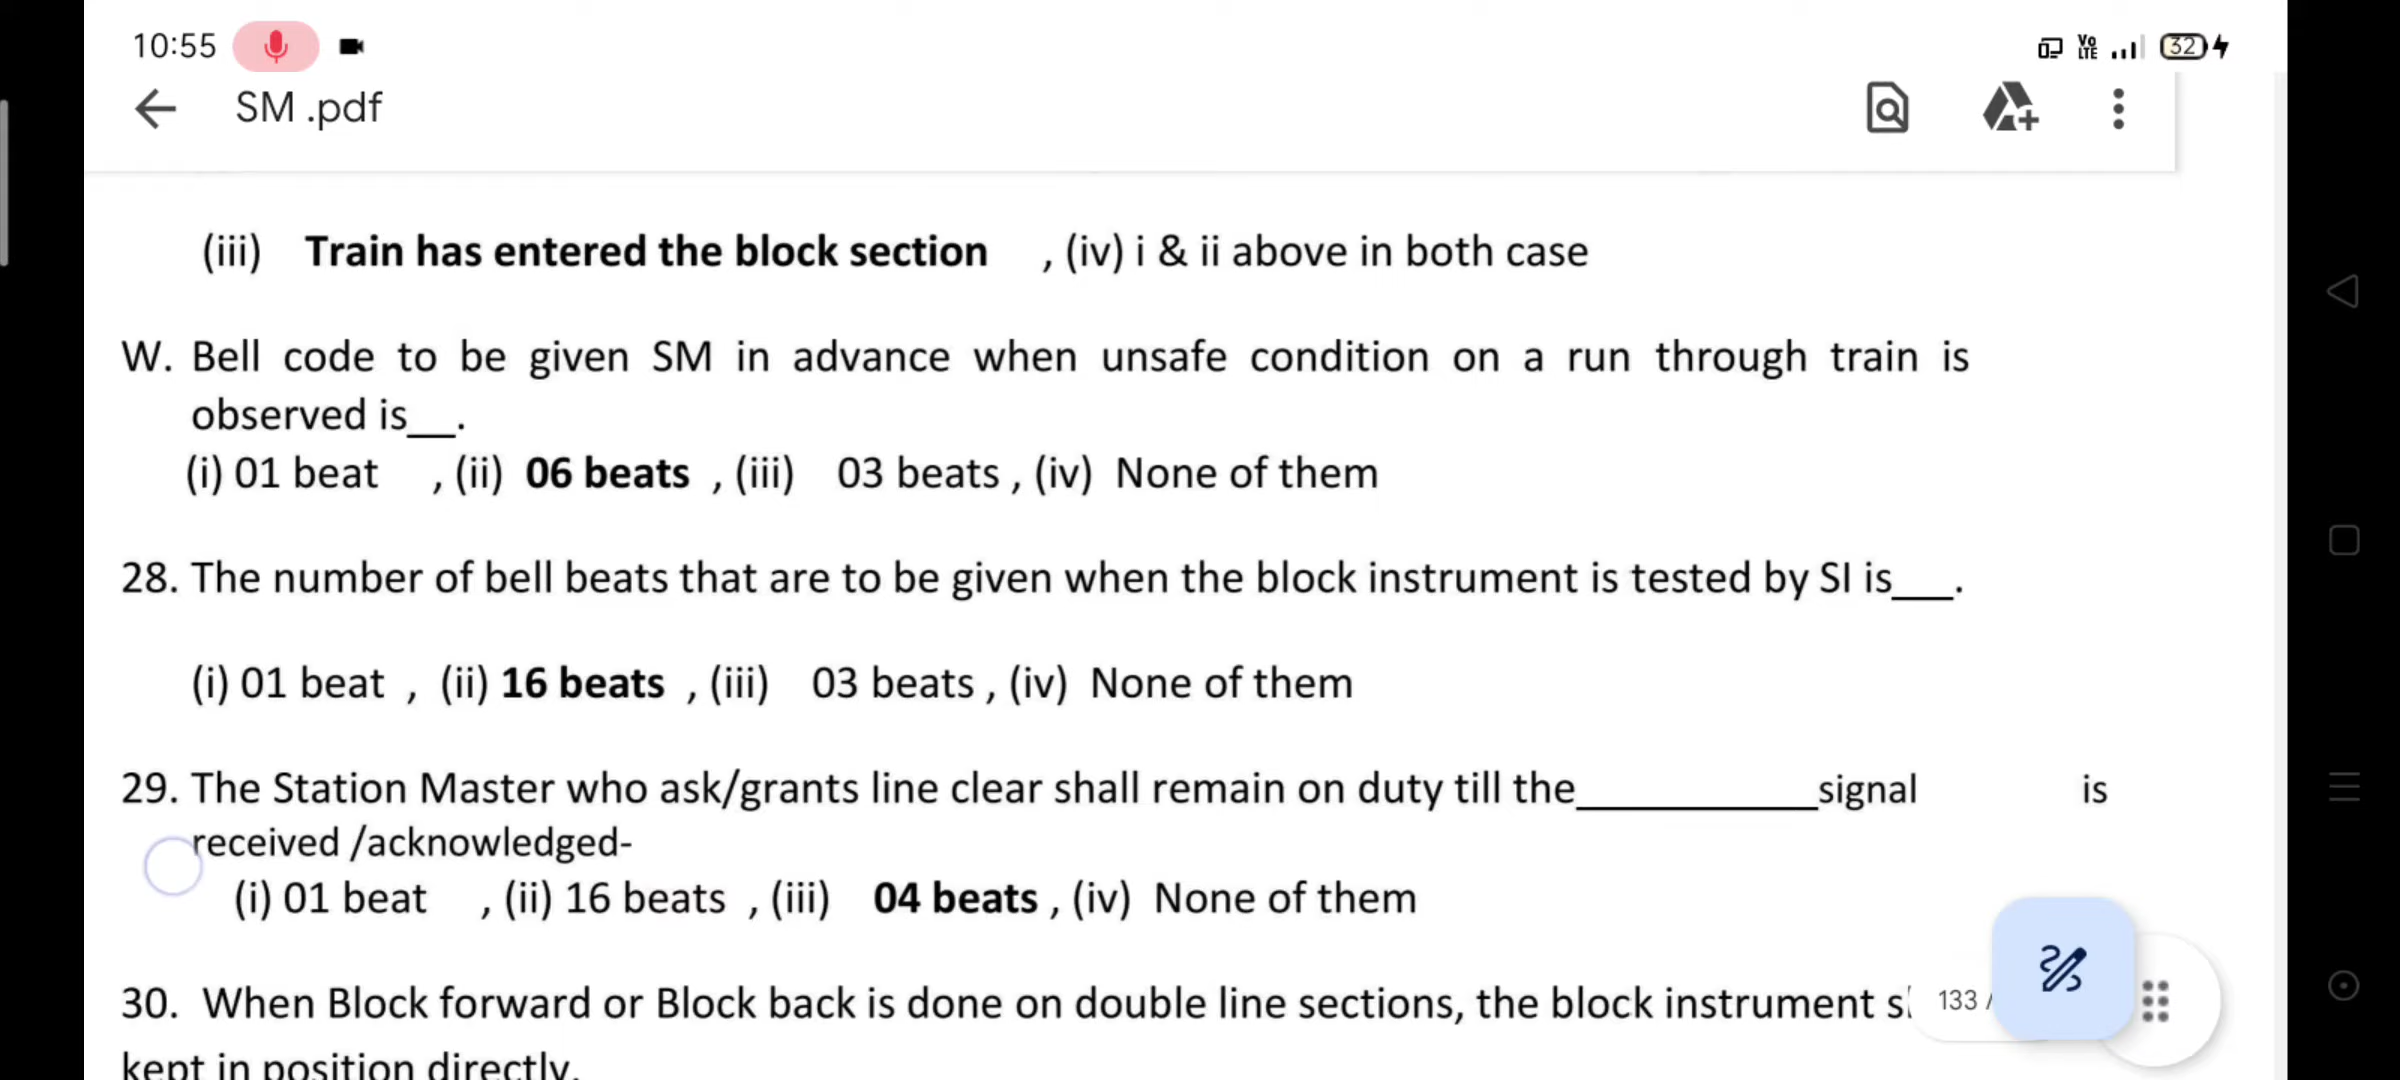 10:55
Vo LTE
32
SM .pdf
(iii) Train has entered the block section , (iv) i & ii above in both case
W. Bell code to be given SM in advance when unsafe condition on a run through train is
observed is__.
(i) 01 beat , (ii) 06 beats , (iii) 03 beats , (iv) None of them
28. The number of bell beats that are to be given when the block instrument is tested by SI is___.
(i) 01 beat , (ii) 16 beats , (iii) 03 beats , (iv) None of them
29. The Station Master who ask/grants line clear shall remain on duty till the___________signal is
received /acknowledged-
(i) 01 beat , (ii) 16 beats , (iii) 04 beats , (iv) None of them
30. When Block forward or Block back is done on double line sections, the block instrument
133 /
kept in position directly.